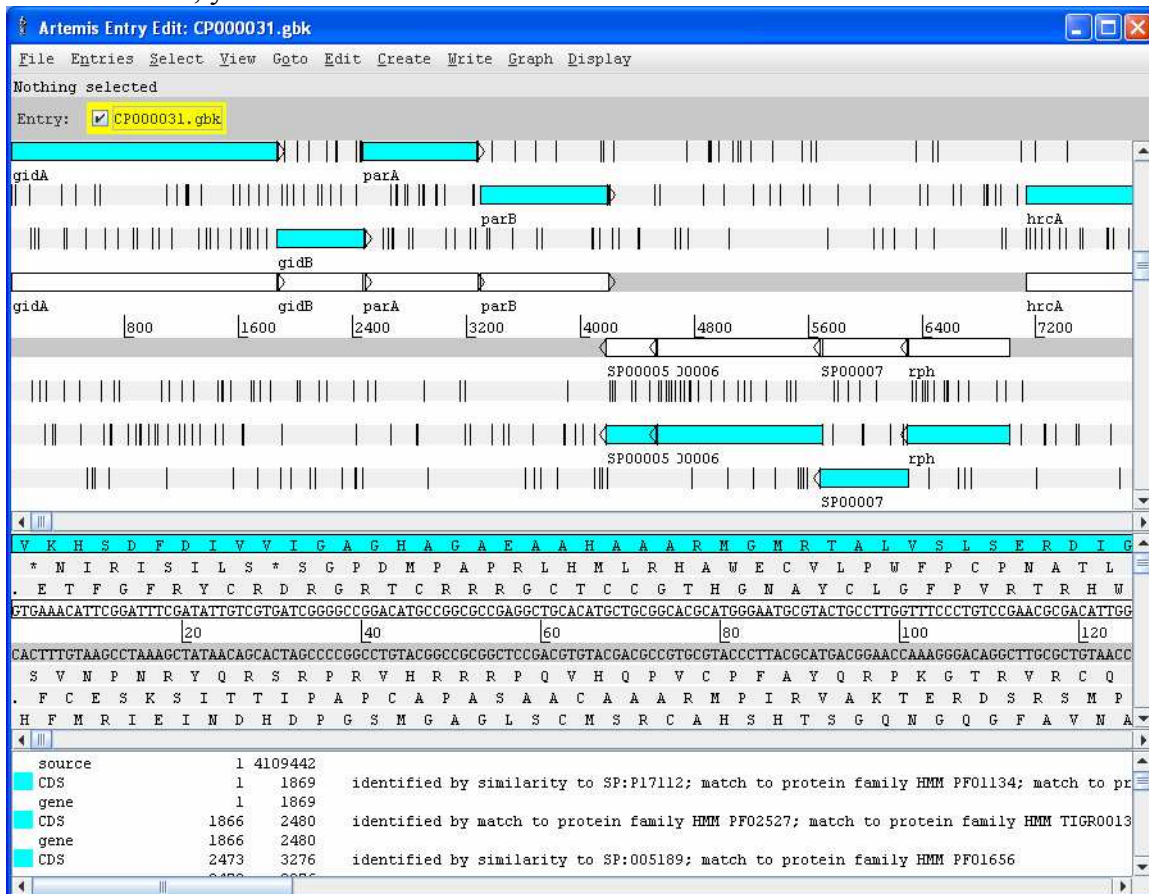 Artemis Entry Edit: CP000031.gbk
File Entries Select View Goto Edit Create Write Graph Display
Nothing selected
Entry: CP000031.gbk
gidA parA
parB hrcA
gidB
gidA gidB parA parB hrcA
800 1600 2400 3200 4000 4800 5600 6400 7200
SP00005 00006 SP00007 rph
SP00005 00006 rph
SP00007
V K H S D F D I V V I G A G H A G A E A A H A A A R M G M R T A L V S L S E R D I G
* N I R I S I L S * S G P D M P A P R L H M L R H A W E C V L P W F P C P N A T L
. E T F G F R Y C R D R G R T C R R R G C T C C G T H G N A Y C L G F P V R T R H W
GTGAAACATTCGGATTTCGATATTGTCGTGATCGGGGCCGGACATGCCGGCGCCGAGGCTGCACATGCTGCGGCACGCATGGGAATGCGTACTGCCTTGGTTTCCCTGTCCGAACGCGACATTGG
20 40 60 80 100 120
CACTTTGTAAGCCTAAAGCTATAACAGCACTAGCCCCGGCCTGTACGGCCGCGGCTCCGACGTGTACGACGCCGTGCGTACCCTTACGCATGACGGAACCAAAGGGACAGGCTTGCGCTGTAACC
S V N P N R Y Q R S R P R V H R R R P Q V H Q P V C P F A Y Q R P K G T R V R C Q
. F C E S K S I T T I P A P C A P A S A A C A A A R M P I R V A K T E R D S R S M P
H F M R I E I N D H D P G S M G A G L S C M S R C A H S H T S G Q N G Q G F A V N A
source 1 4109442
CDS 1 1869 identified by similarity to SP:P17112; match to protein family HMM PF01134; match to pr
gene 1 1869
CDS 1866 2480 identified by match to protein family HMM PF02527; match to protein family HMM TIGR0013
gene 1866 2480
CDS 2473 3276 identified by similarity to SP:O05189; match to protein family HMM PF01656